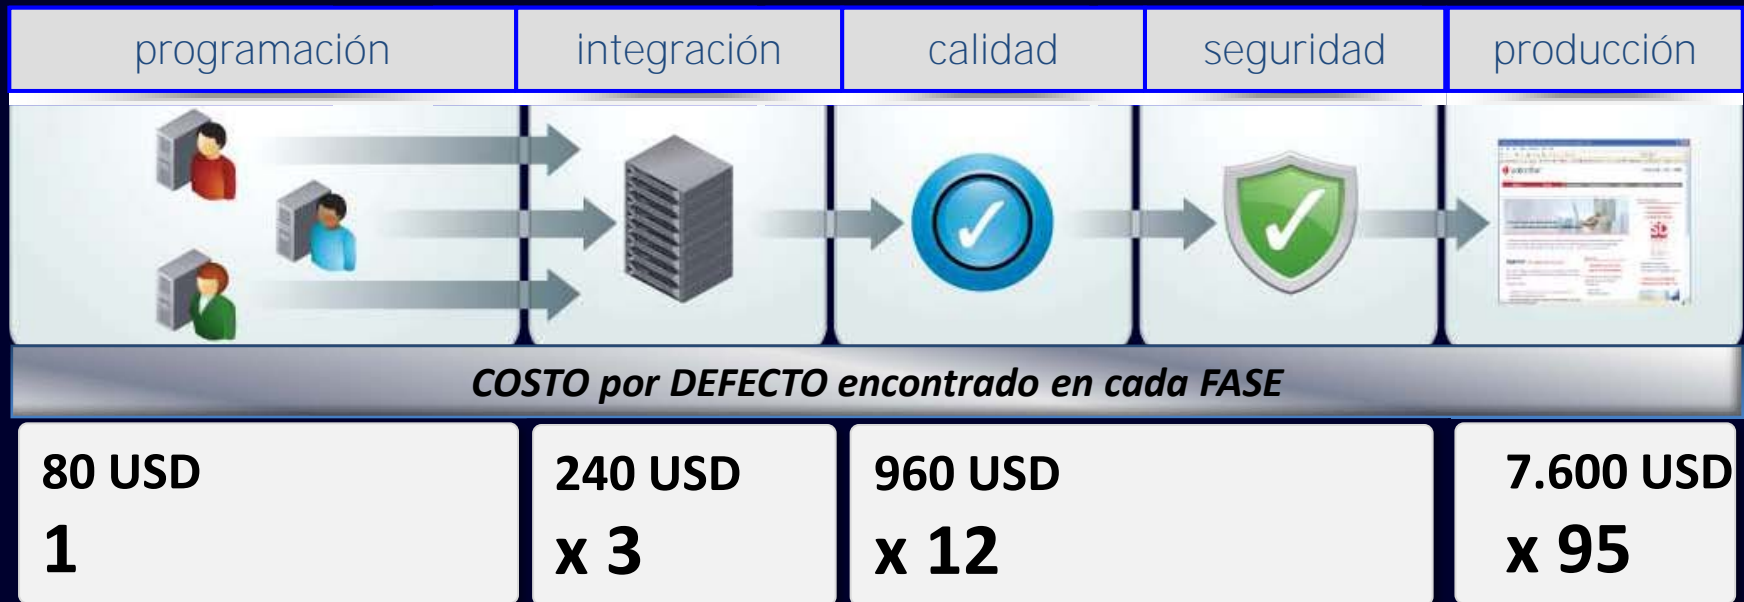 programación
integración
calidad
seguridad
producción
COSTO por DEFECTO encontrado en cada FASE
80 USD
1
240 USD
x 3
960 USD
x 12
7.600 USD
x 95